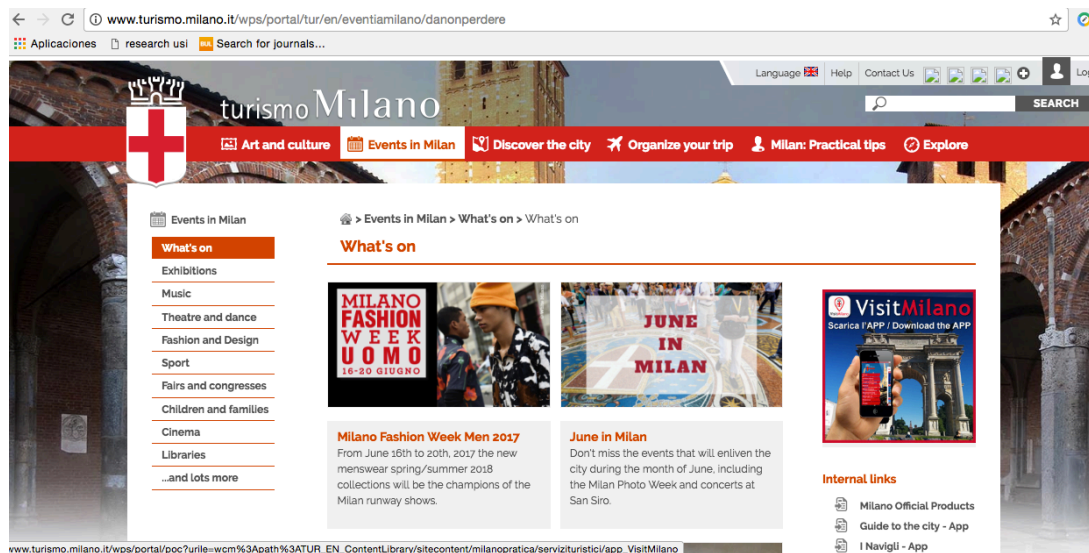 www.turismo.milano.it/wps/portal/tur/en/eventiamilano/danonperdere
Aplicaciones research usi Search for journals...
Language Help Contact Us Log
turismo Milano
SEARCH
Art and culture Events in Milan Discover the city Organize your trip Milan: Practical tips Explore
Events in Milan
What's on
Exhibitions
Music
Theatre and dance
Fashion and Design
Sport
Fairs and congresses
Children and families
Cinema
Libraries
...and lots more
> Events in Milan > What's on > What's on
What's on
MILANO
FASHION
WEEK
UOMO
16-20 GIUGNO
Milano Fashion Week Men 2017
From June 16th to 20th, 2017 the new
menswear spring/summer 2018
collections will be the champions of the
Milan runway shows.
JUNE
IN
MILAN
June in Milan
Don't miss the events that will enliven the
city during the month of June, including
the Milan Photo Week and concerts at
San Siro.
VisitMilano
Scarica l'APP / Download the APP
Internal links
Milano Official Products
Guide to the city - App
I Navigli - App
www.turismo.milano.it/wps/portal/poc?urile=wcm%3Apath%3ATUR_EN_ContentLibrary/sitecontent/milanopratica/servizituristici/app_VisitMilano